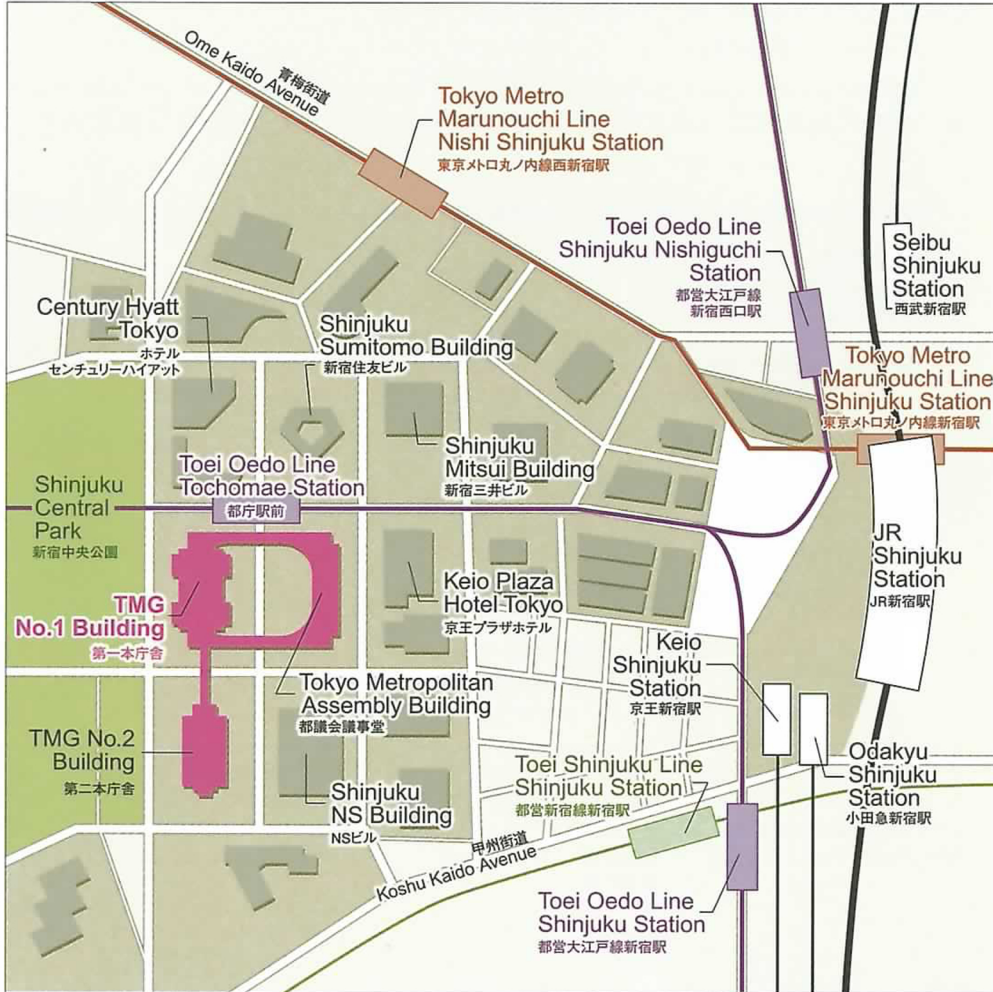 Ome Kaido Avenue
青梅街道
Tokyo Metro
Marunouchi Line
Nishi Shinjuku Station
東京メトロ丸ノ内線西新宿駅
Toei Oedo Line
Shinjuku Nishiguchi
Station
都営大江戸線
新宿西口駅
Seibu
Shinjuku
Station
西武新宿駅
Century Hyatt
Tokyo
ホテル
センチュリーハイアット
Shinjuku
Sumitomo Building
新宿住友ビル
Tokyo Metro
Marunouchi Line
Shinjuku Station
東京メトロ丸ノ内線新宿駅
Shinjuku
Mitsui Building
新宿三井ビル
Toei Oedo Line
Tochomae Station
都庁駅前
Shinjuku
Central
Park
新宿中央公園
JR
Shinjuku
Station
JR新宿駅
TMG
No.1 Building
第一本庁舎
Keio Plaza
Hotel Tokyo
京王プラザホテル
Keio
Shinjuku
Station
京王新宿駅
Tokyo Metropolitan
Assembly Building
都議会議事堂
TMG No.2
Building
第二本庁舎
Shinjuku
NS Building
NSビル
Toei Shinjuku Line
Shinjuku Station
都営新宿線新宿駅
Odakyu
Shinjuku
Station
小田急新宿駅
甲州街道
Koshu Kaido Avenue
Toei Oedo Line
Shinjuku Station
都営大江戸線新宿駅